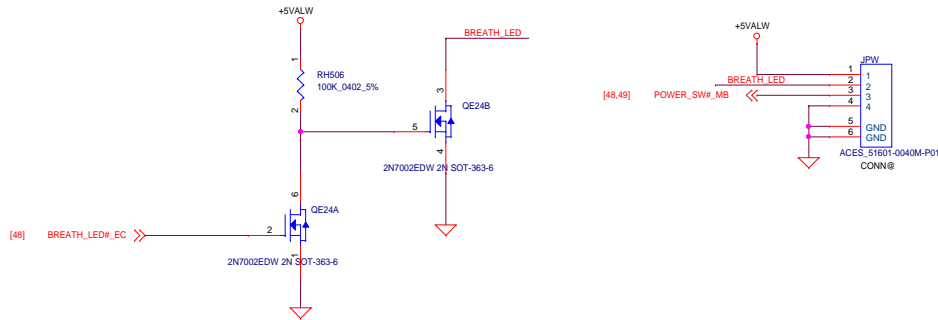 +5VALW
BREATH_LED
1
RH506
100K_0402_5%
2
3
QE24B
5
4
2N7002EDW 2N SOT-363-6
6
QE24A
[48] BREATH_LED#_EC
2
1
2N7002EDW 2N SOT-363-6
+5VALW
JPW
1 1
BREATH_LED 2 2
[48,49] POWER_SW#_MB 3 3
4 4
5 GND
6 GND
ACES_51601-0040M-P01
CONN@